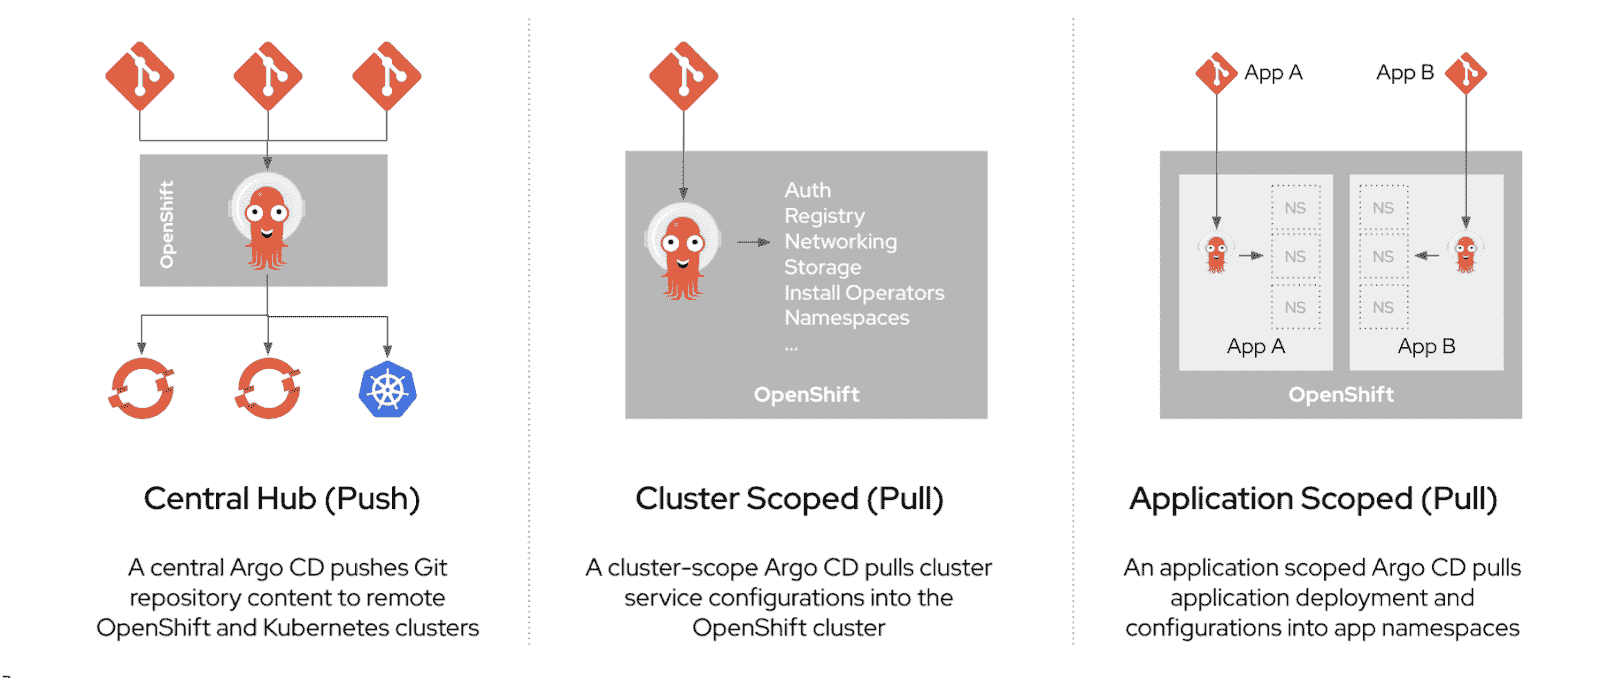 OpenShift
Central Hub (Push)
A central Argo CD pushes Git
repository content to remote
OpenShift and Kubernetes clusters
Auth
Registry
Networking
Storage
Install Operators
Namespaces
...
OpenShift
Cluster Scoped (Pull)
A cluster-scope Argo CD pulls cluster
service configurations into the
OpenShift cluster
App A
App B
NS
NS
NS
NS
NS
NS
App A
App B
OpenShift
Application Scoped (Pull)
An application scoped Argo CD pulls
application deployment and
configurations into app namespaces